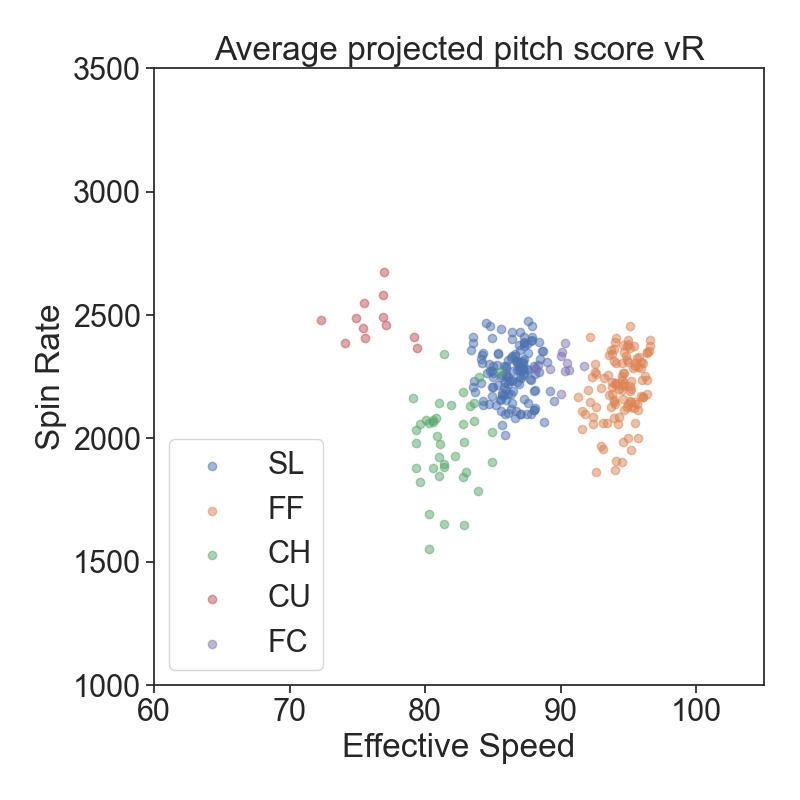 Average projected pitch score vR
3500
3000
2500
2000
1500
1000
Spin Rate
SL
FF
CH
CU
FC
60 70 80 90 100
Effective Speed